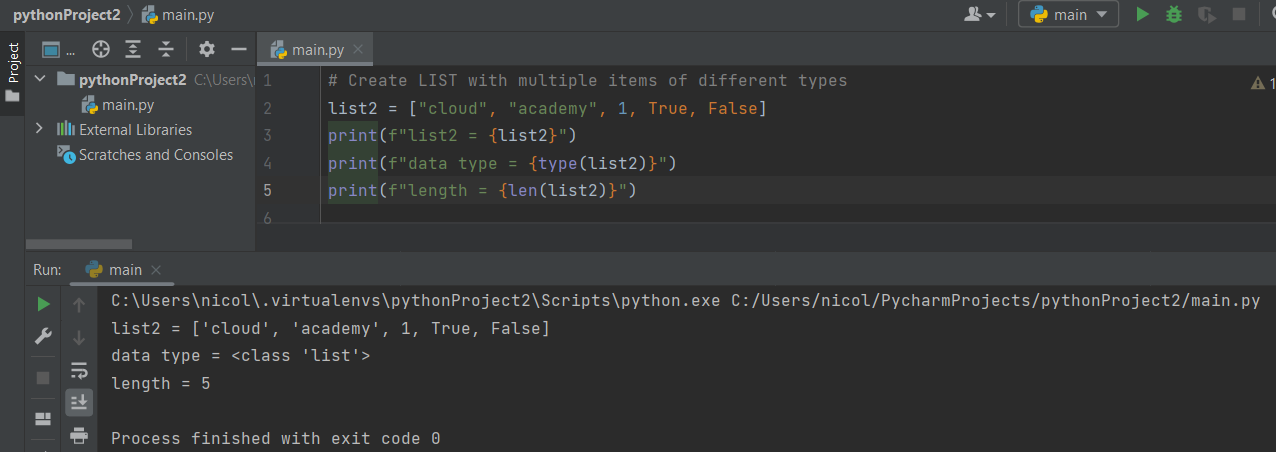 pythonProject2 main.py
main
Project
...
main.py
pythonProject2 C:\Users\
main.py
External Libraries
Scratches and Consoles
1 # Create LIST with multiple items of different types
2 list2 = ["cloud", "academy", 1, True, False]
3 print(f"list2 = {list2}")
4 print(f"data type = {type(list2)}")
5 print(f"length = {len(list2)}")
6
1
Run: main
C:\Users\nicol\.virtualenvs\pythonProject2\Scripts\python.exe C:/Users/nicol/PycharmProjects/pythonProject2/main.py
list2 = ['cloud', 'academy', 1, True, False]
data type = <class 'list'>
length = 5
Process finished with exit code 0